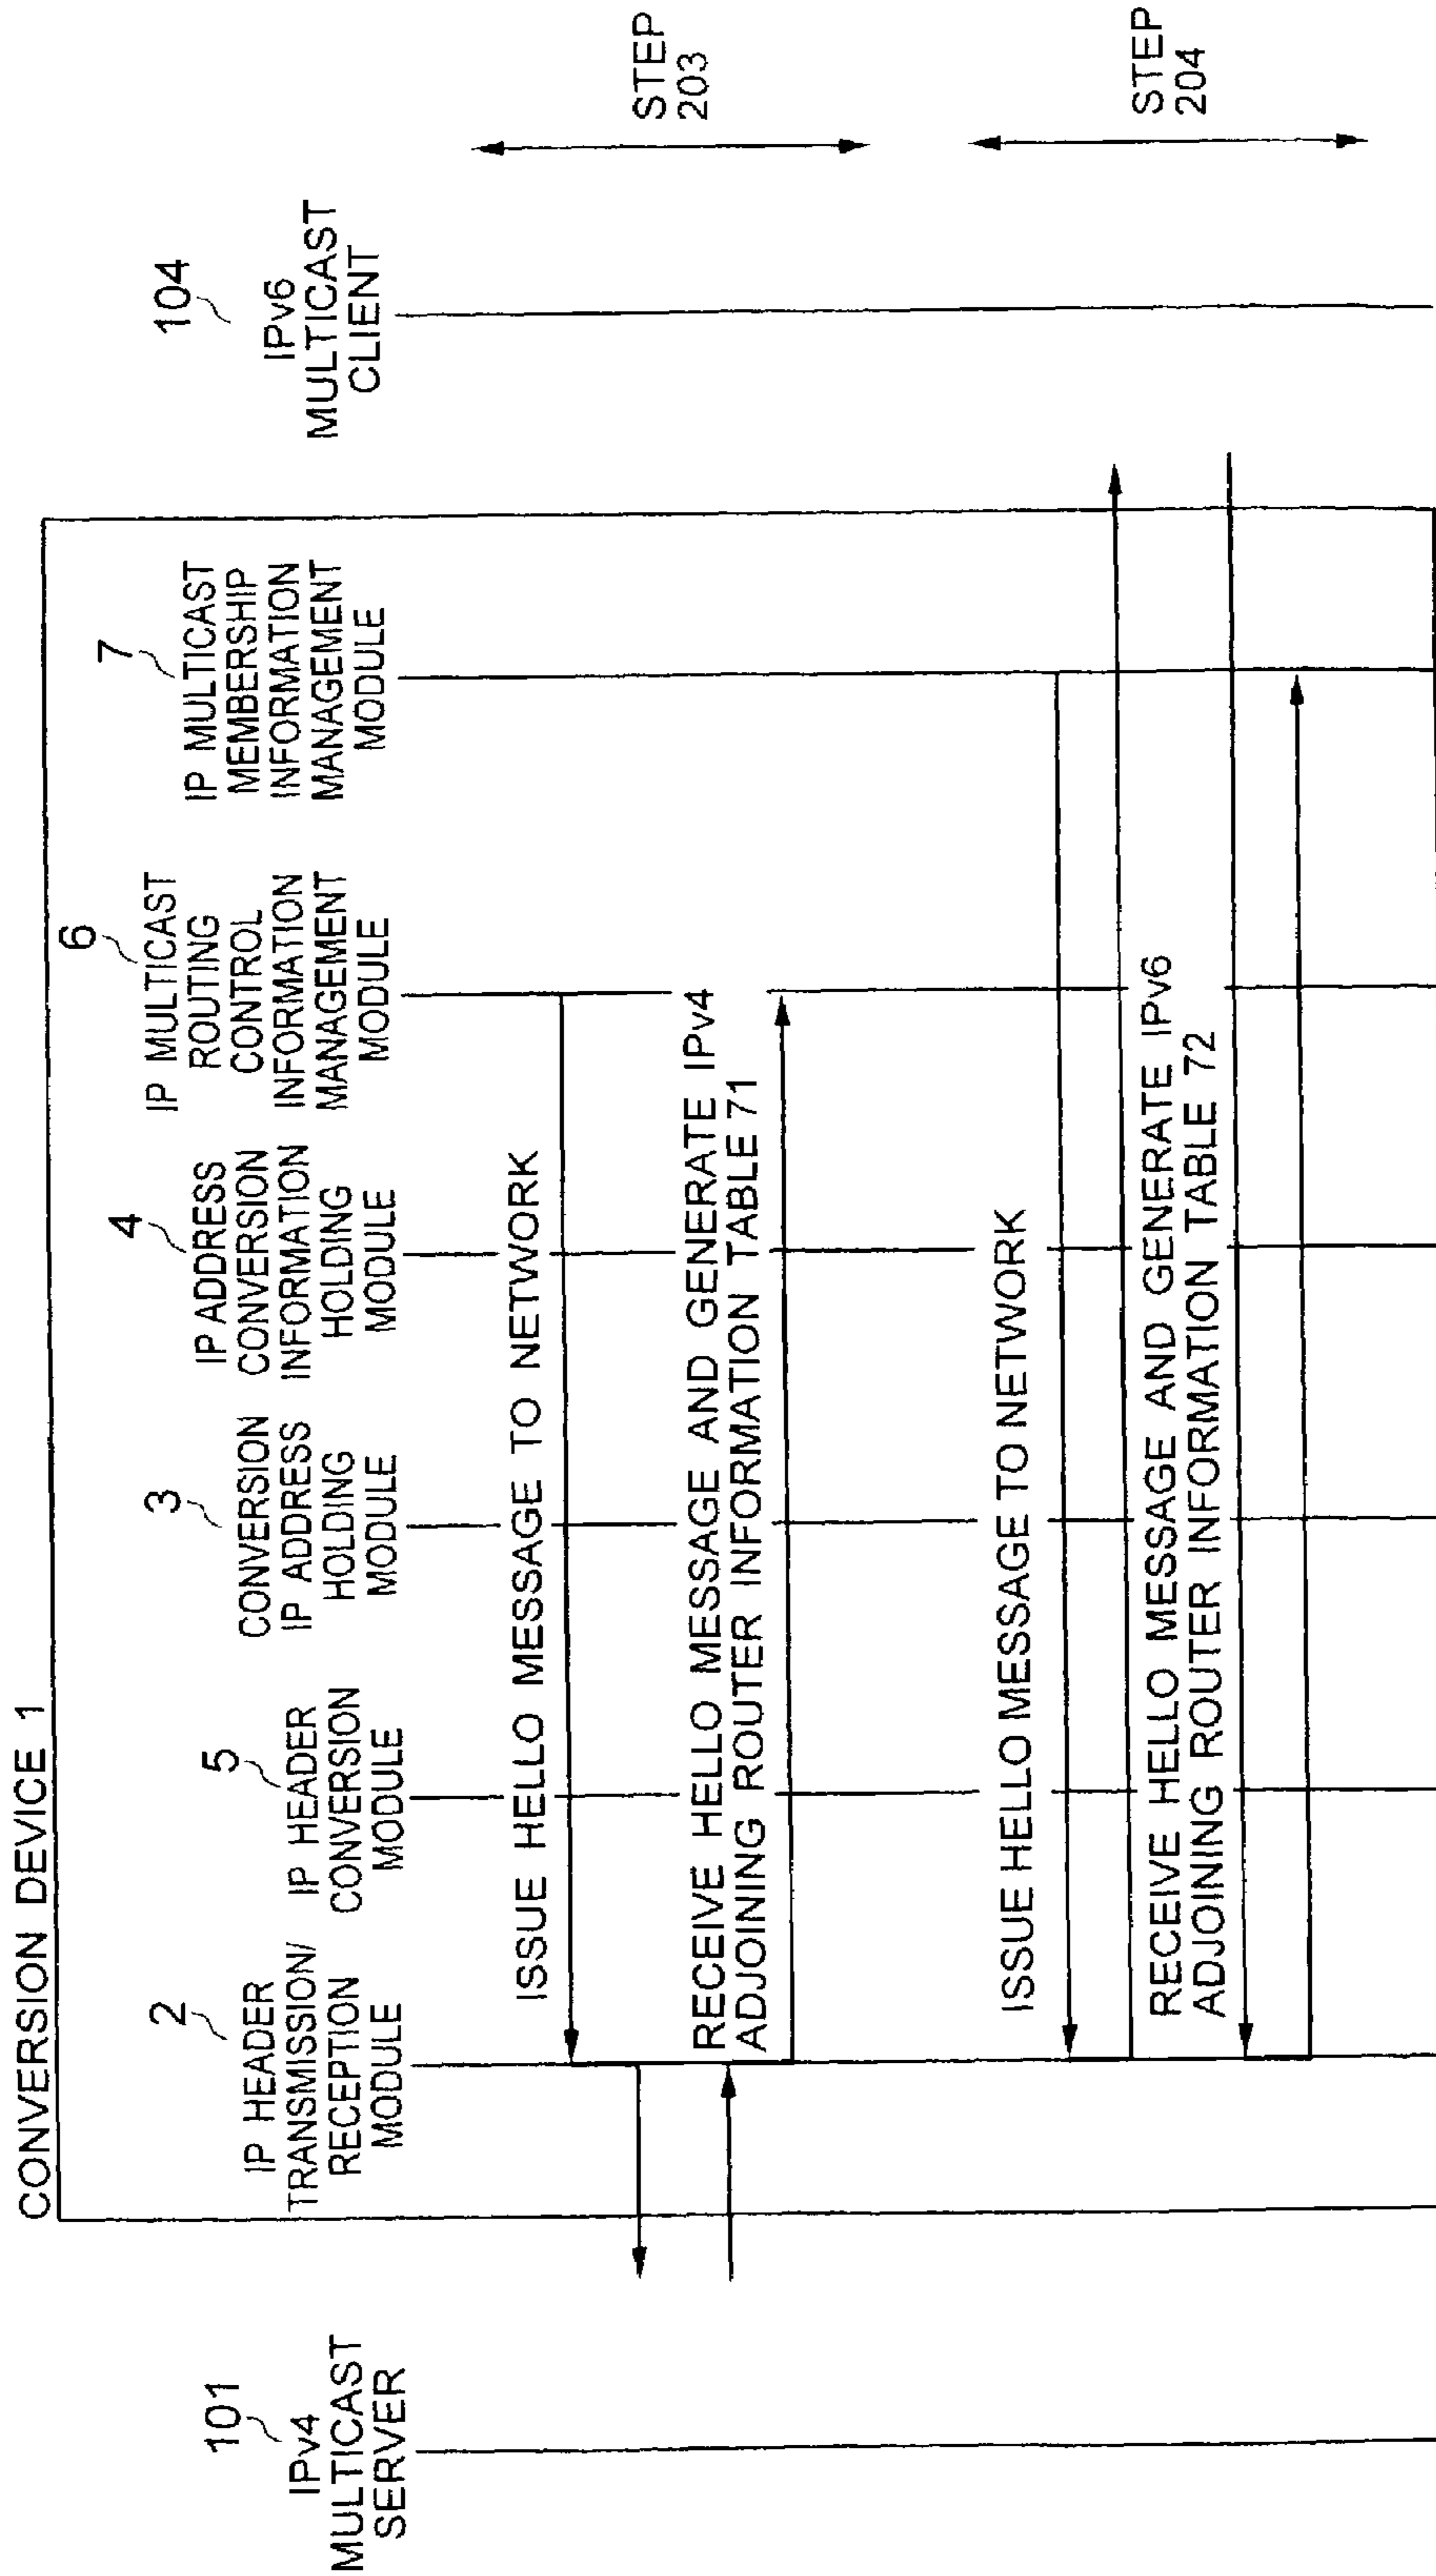 CONVERSION DEVICE 1
101
IPv4
MULTICAST
SERVER
2
IP HEADER
TRANSMISSION/
RECEPTION
MODULE
5
IP HEADER
CONVERSION
MODULE
3
CONVERSION
IP ADDRESS
HOLDING
MODULE
4
IP ADDRESS
CONVERSION
INFORMATION
HOLDING
MODULE
6
IP MULTICAST
ROUTING
CONTROL
INFORMATION
MANAGEMENT
MODULE
7
IP MULTICAST
MEMBERSHIP
INFORMATION
MANAGEMENT
MODULE
104
IPv6
MULTICAST
CLIENT
ISSUE HELLO MESSAGE TO NETWORK
RECEIVE HELLO MESSAGE AND GENERATE IPv4
ADJOINING ROUTER INFORMATION TABLE 71
STEP
203
ISSUE HELLO MESSAGE TO NETWORK
RECEIVE HELLO MESSAGE AND GENERATE IPv6
ADJOINING ROUTER INFORMATION TABLE 72
STEP
204